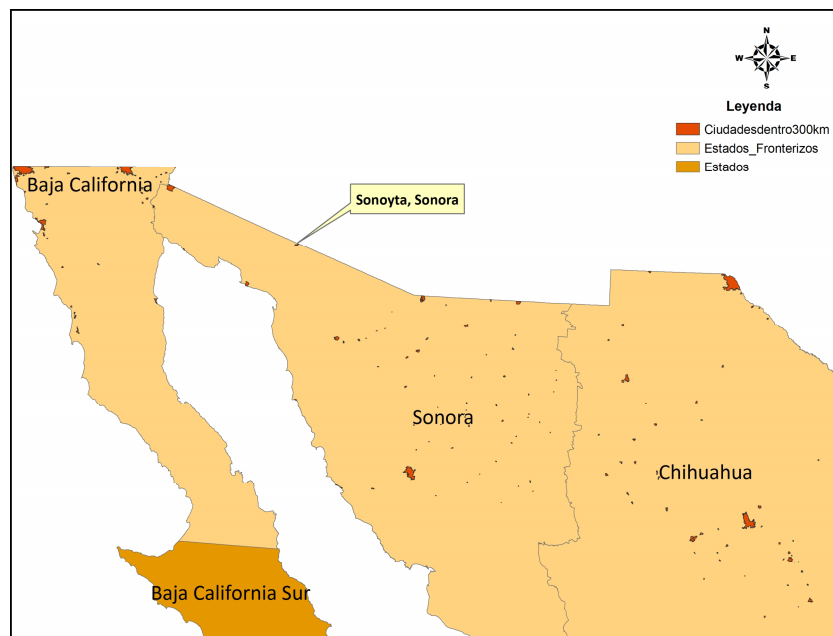 N
W E
S
Leyenda
Ciudadesdentro300km
Estados_Fronterizos
Estados
Baja California
Sonoyta, Sonora
Sonora
Chihuahua
Baja California Sur